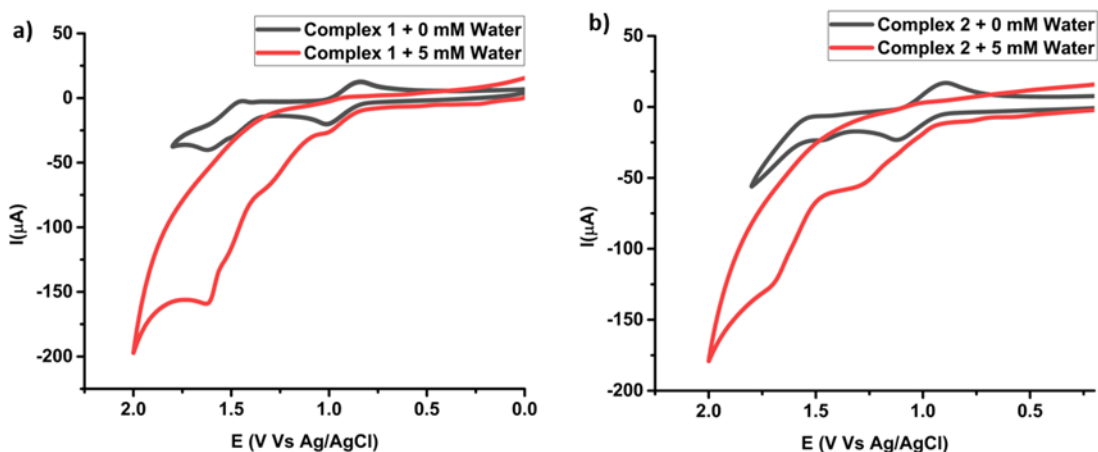 a)
Complex 1 + 0 mM Water
Complex 1 + 5 mM Water
50
0
-50
-100
-150
-200
I(μA)
2.0 1.5 1.0 0.5 0.0
E (V Vs Ag/AgCl)
b)
Complex 2 + 0 mM Water
Complex 2 + 5 mM Water
50
0
-50
-100
-150
-200
I(μA)
2.0 1.5 1.0 0.5
E (V Vs Ag/AgCl)